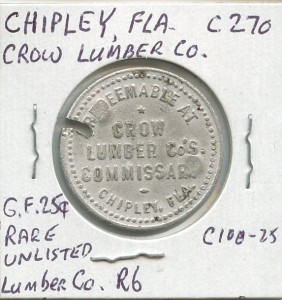 CHIPLEY, FLA. C270
CROW LUMBER CO.
REDEEMABLE AT
CROW
LUMBER CO'S.
COMMISSARY
CHIPLEY, FLA.
G.F.25¢
RARE
UNLISTED
C100-25
Lumber Co. R6